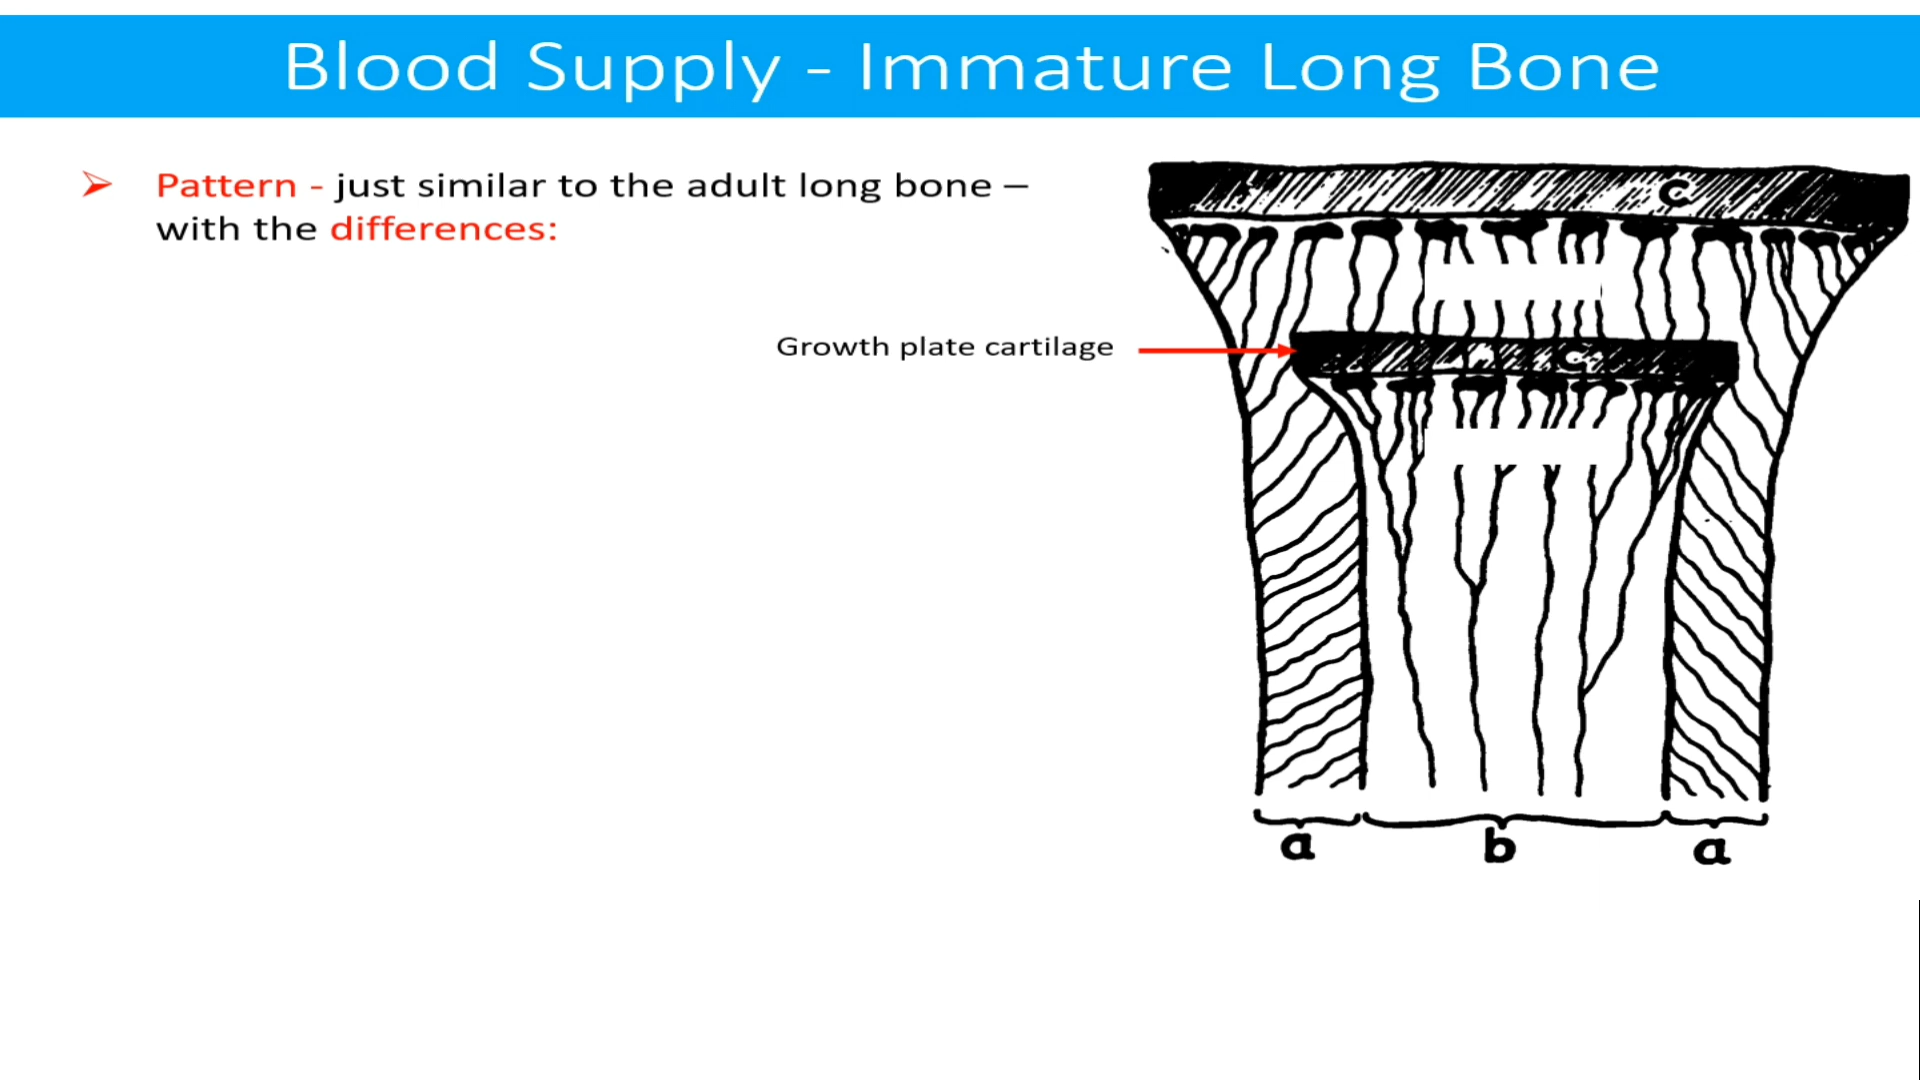 Blood Supply - Immature Long Bone
Pattern - just similar to the adult long bone –
with the differences:
Growth plate cartilage
C
C
a
b
a